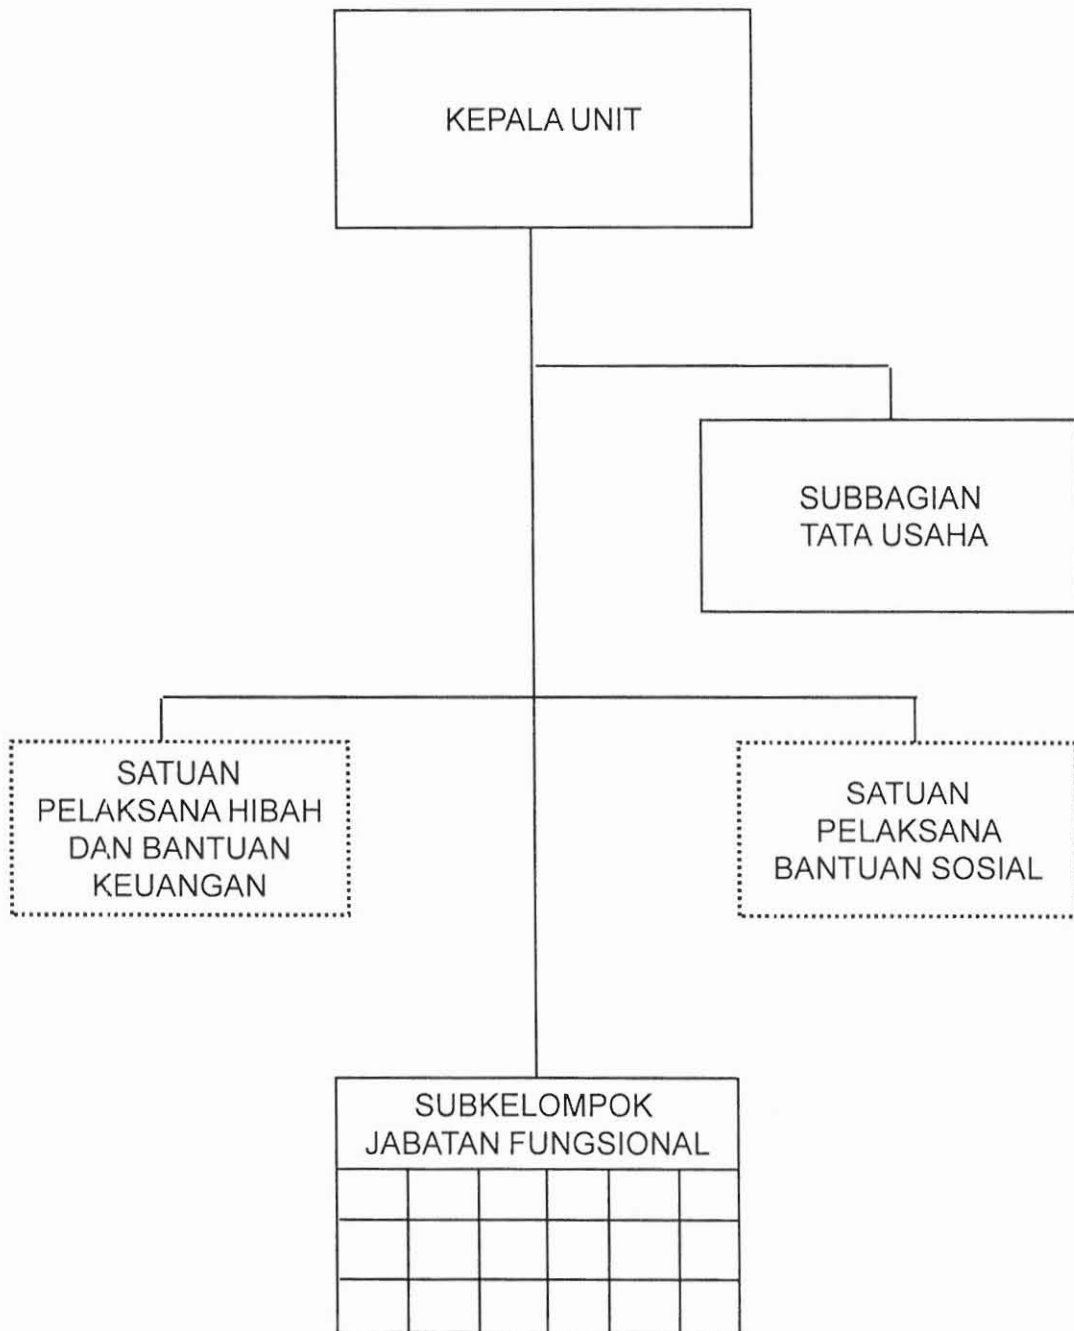 KEPALA UNIT
SUBBAGIAN
TATA USAHA
SATUAN
PELAKSANA HIBAH
DAN BANTUAN
KEUANGAN
SATUAN
PELAKSANA
BANTUAN SOSIAL
SUBKELOMPOK
JABATAN FUNGSIONAL